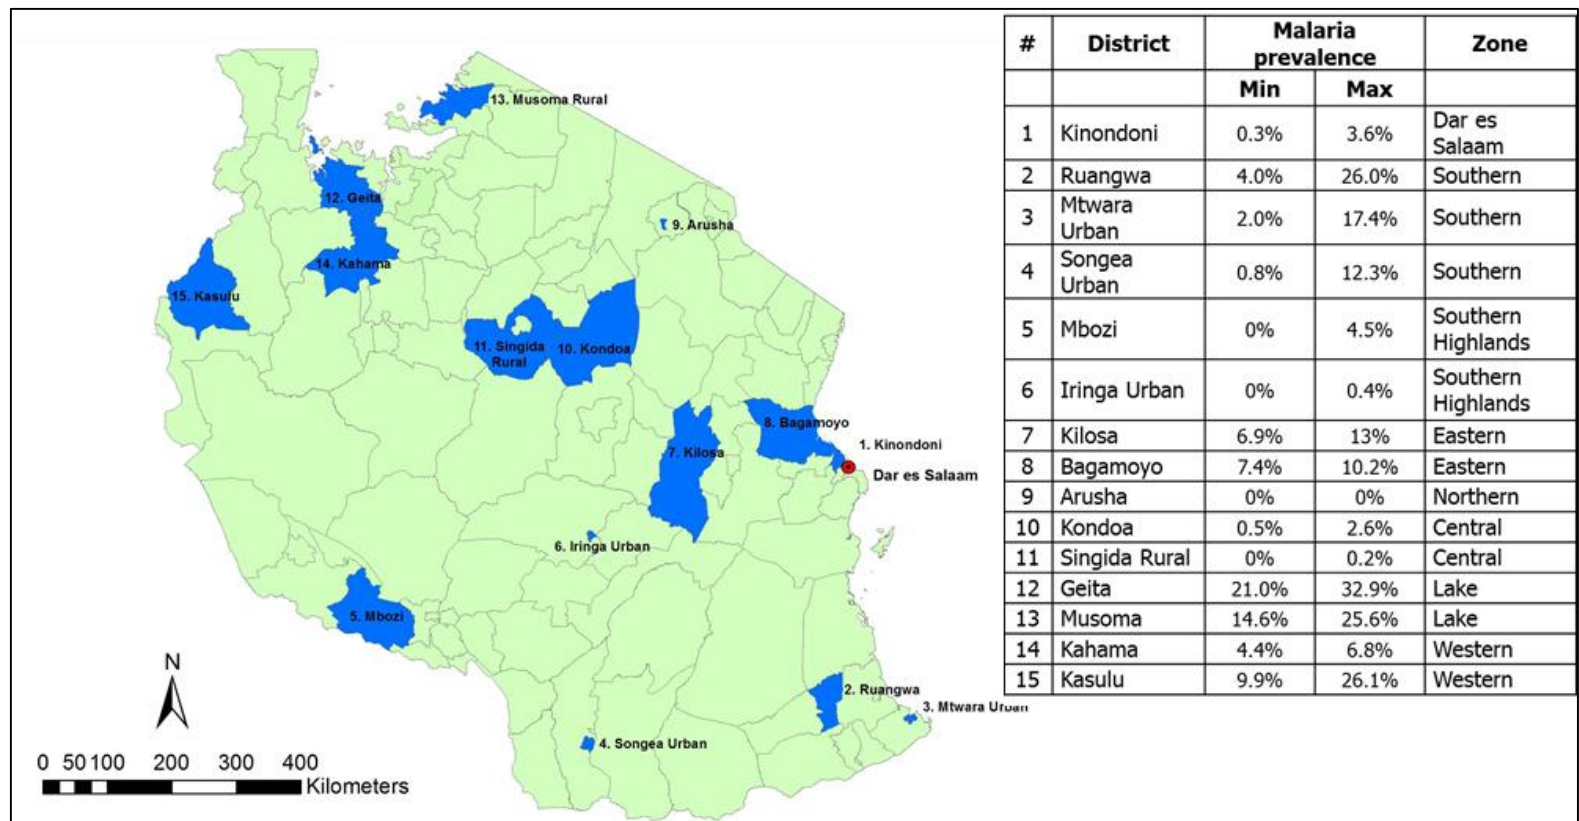 13. Musoma Rural
12. Geita
9. Arusha
14. Kahama
15. Kasulu
11. Singida
Rural
10. Kondoa
8. Bagamoyo
1. Kinondoni
7. Kilosa
Dar es Salaam
6. Iringa Urban
5. Mbozi
N
2. Ruangwa
3. Mtwara Urban
4. Songea Urban
0 50 100 200 300 400
Kilometers
# District Malaria prevalence Zone
Min Max
1 Kinondoni 0.3% 3.6% Dar es Salaam
2 Ruangwa 4.0% 26.0% Southern
3 Mtwara Urban 2.0% 17.4% Southern
4 Songea Urban 0.8% 12.3% Southern
5 Mbozi 0% 4.5% Southern Highlands
6 Iringa Urban 0% 0.4% Southern Highlands
7 Kilosa 6.9% 13% Eastern
8 Bagamoyo 7.4% 10.2% Eastern
9 Arusha 0% 0% Northern
10 Kondoa 0.5% 2.6% Central
11 Singida Rural 0% 0.2% Central
12 Geita 21.0% 32.9% Lake
13 Musoma 14.6% 25.6% Lake
14 Kahama 4.4% 6.8% Western
15 Kasulu 9.9% 26.1% Western